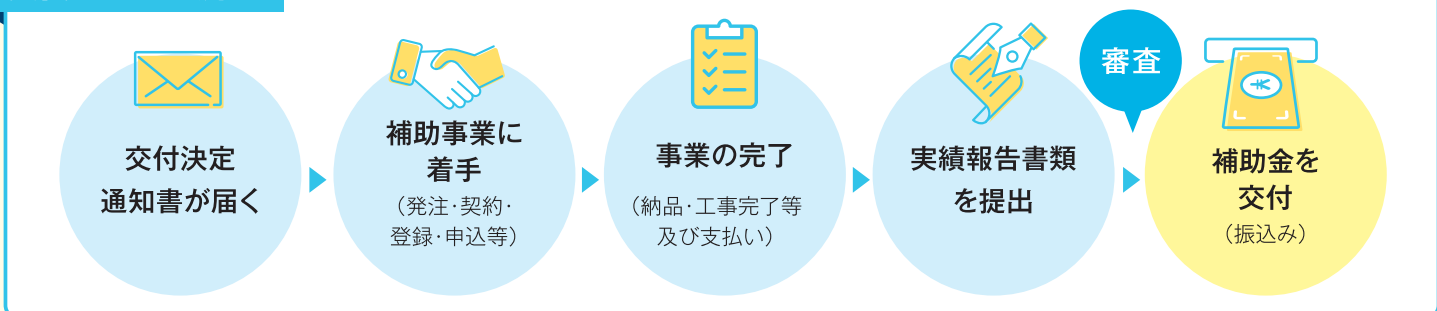 交付決定
通知書が届く
補助事業に
着手
（発注・契約・
登録・申込等）
事業の完了
（納品・工事完了等
及び支払い）
実績報告書類
を提出
審査
補助金を
交付
（振込み）